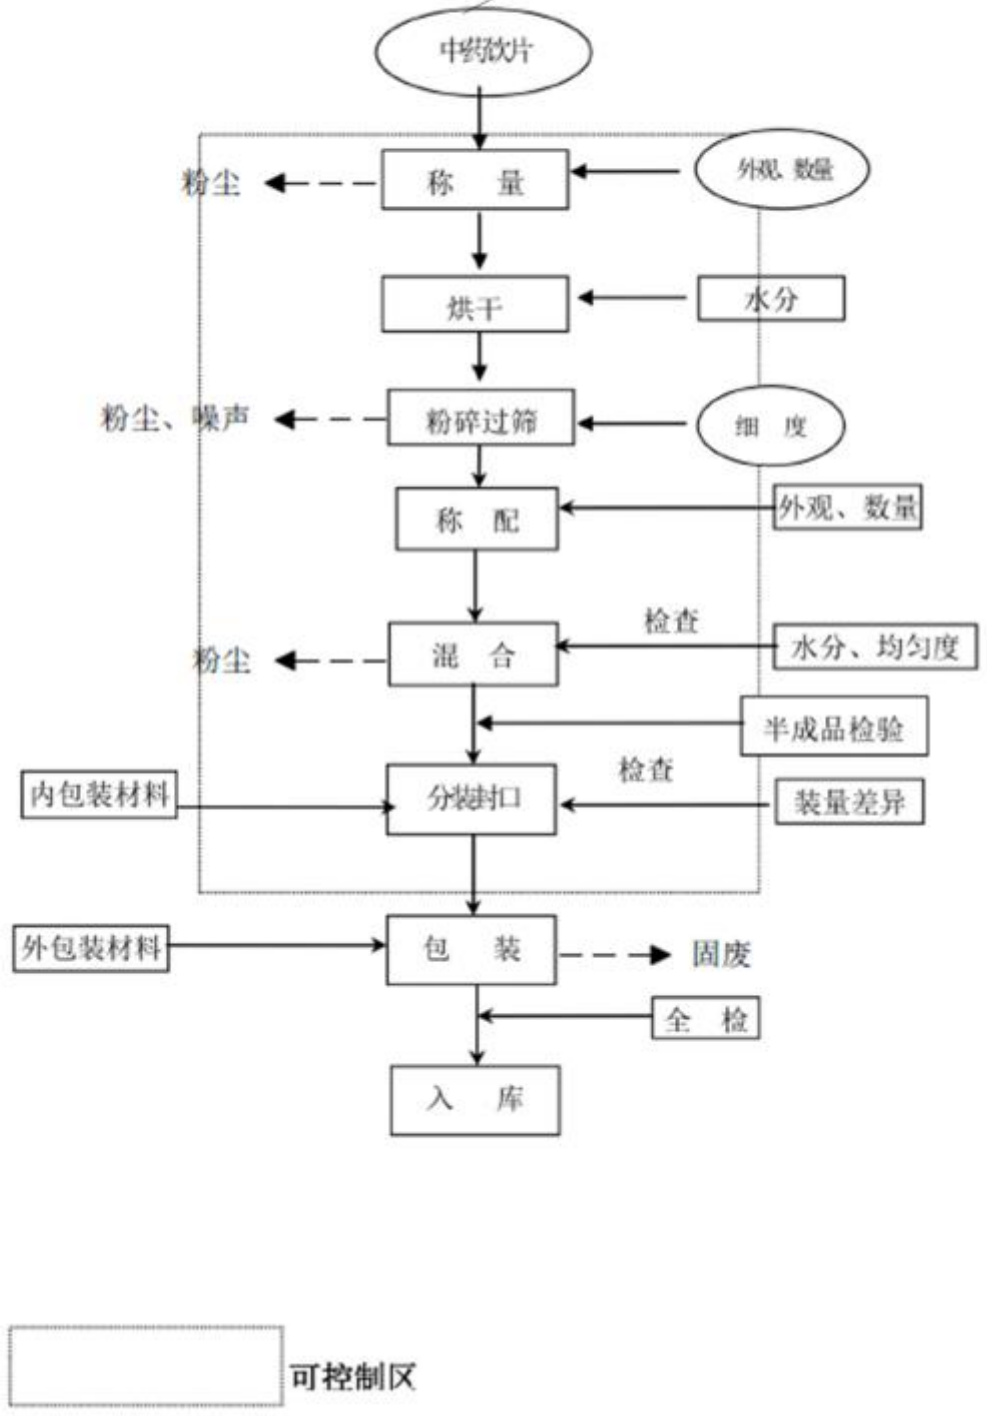 中药饮片
粉尘
称 量
外观、数量
烘干
水分
粉尘、噪声
粉碎过筛
细 度
称 配
外观、数量
检查
粉尘
混 合
水分、均匀度
半成品检验
检查
内包装材料
分装封口
装量差异
外包装材料
包 装
固废
全 检
入 库
可控制区